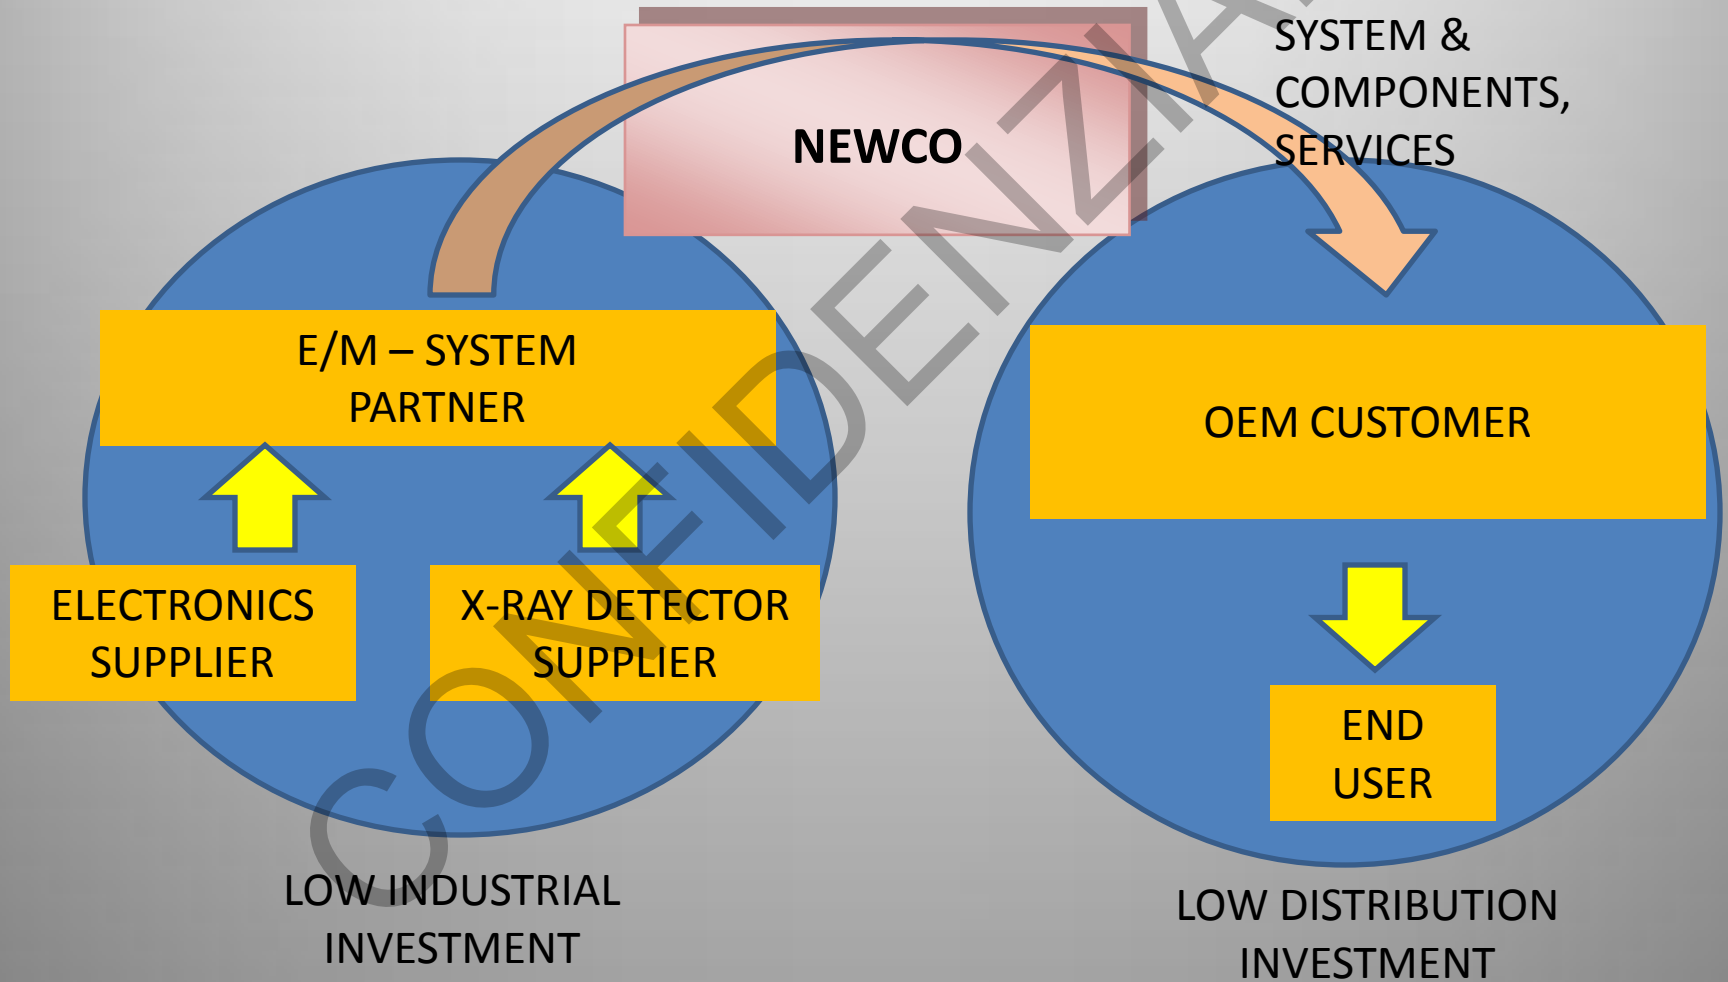 SYSTEM &
COMPONENTS,
SERVICES
NEWCO
E/M – SYSTEM
PARTNER
OEM CUSTOMER
ELECTRONICS
SUPPLIER
X-RAY DETECTOR
SUPPLIER
END
USER
LOW INDUSTRIAL
INVESTMENT
LOW DISTRIBUTION
INVESTMENT
CONFIDENZIA